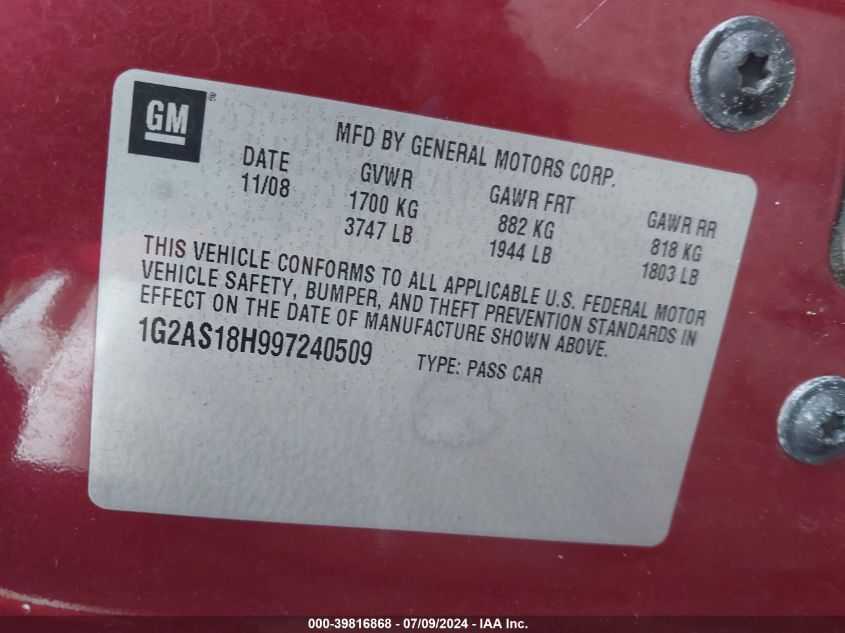 GM®
MFD BY GENERAL MOTORS CORP.
DATE GVWR GAWR FRT GAWR RR
11/08 1700 KG 882 KG 818 KG
3747 LB 1944 LB 1803 LB
THIS VEHICLE CONFORMS TO ALL APPLICABLE U.S. FEDERAL MOTOR
VEHICLE SAFETY, BUMPER, AND THEFT PREVENTION STANDARDS IN
EFFECT ON THE DATE OF MANUFACTURE SHOWN ABOVE.
1G2AS18H997240509 TYPE: PASS CAR
000-39816868 - 07/09/2024 - IAA Inc.